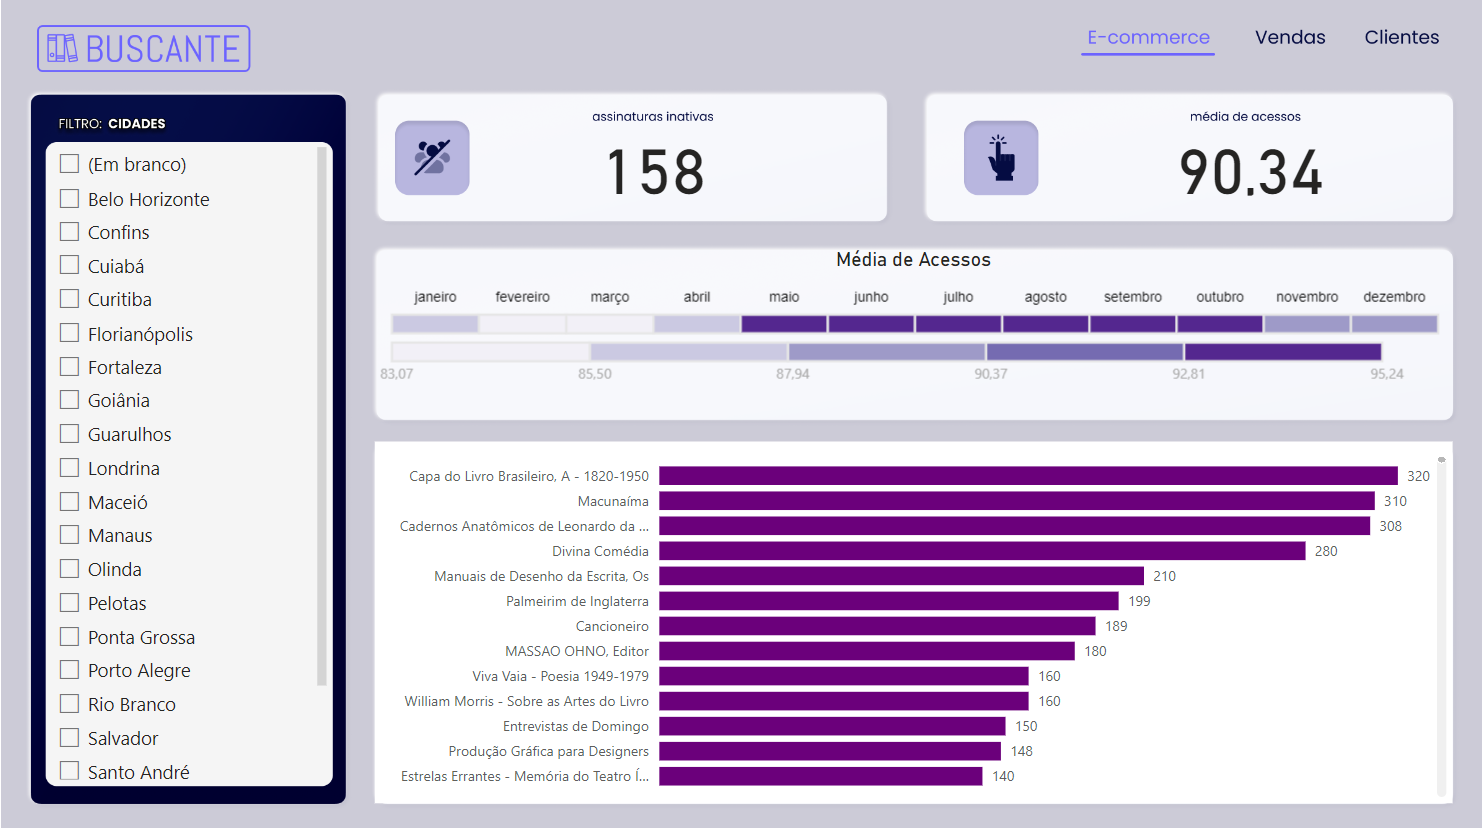 BUSCANTE
E-commerce Vendas Clientes
FILTRO: CIDADES
(Em branco)
Belo Horizonte
Confins
Cuiabá
Curitiba
Florianópolis
Fortaleza
Goiânia
Guarulhos
Londrina
Maceió
Manaus
Olinda
Pelotas
Ponta Grossa
Porto Alegre
Rio Branco
Salvador
Santo André
assinaturas inativas
158
média de acessos
90,34
Média de Acessos
janeiro fevereiro março abril maio junho julho agosto setembro outubro novembro dezembro
83,07 85,50 87,94 90,37 92,81 95,24
Capa do Livro Brasileiro, A - 1820-1950 320
Macunaíma 310
Cadernos Anatômicos de Leonardo da ... 308
Divina Comédia 280
Manuais de Desenho da Escrita, Os 210
Palmeirim de Inglaterra 199
Cancioneiro 189
MASSAO OHNO, Editor 180
Viva Vaia - Poesia 1949-1979 160
William Morris - Sobre as Artes do Livro 160
Entrevistas de Domingo 150
Produção Gráfica para Designers 148
Estrelas Errantes - Memória do Teatro Í... 140